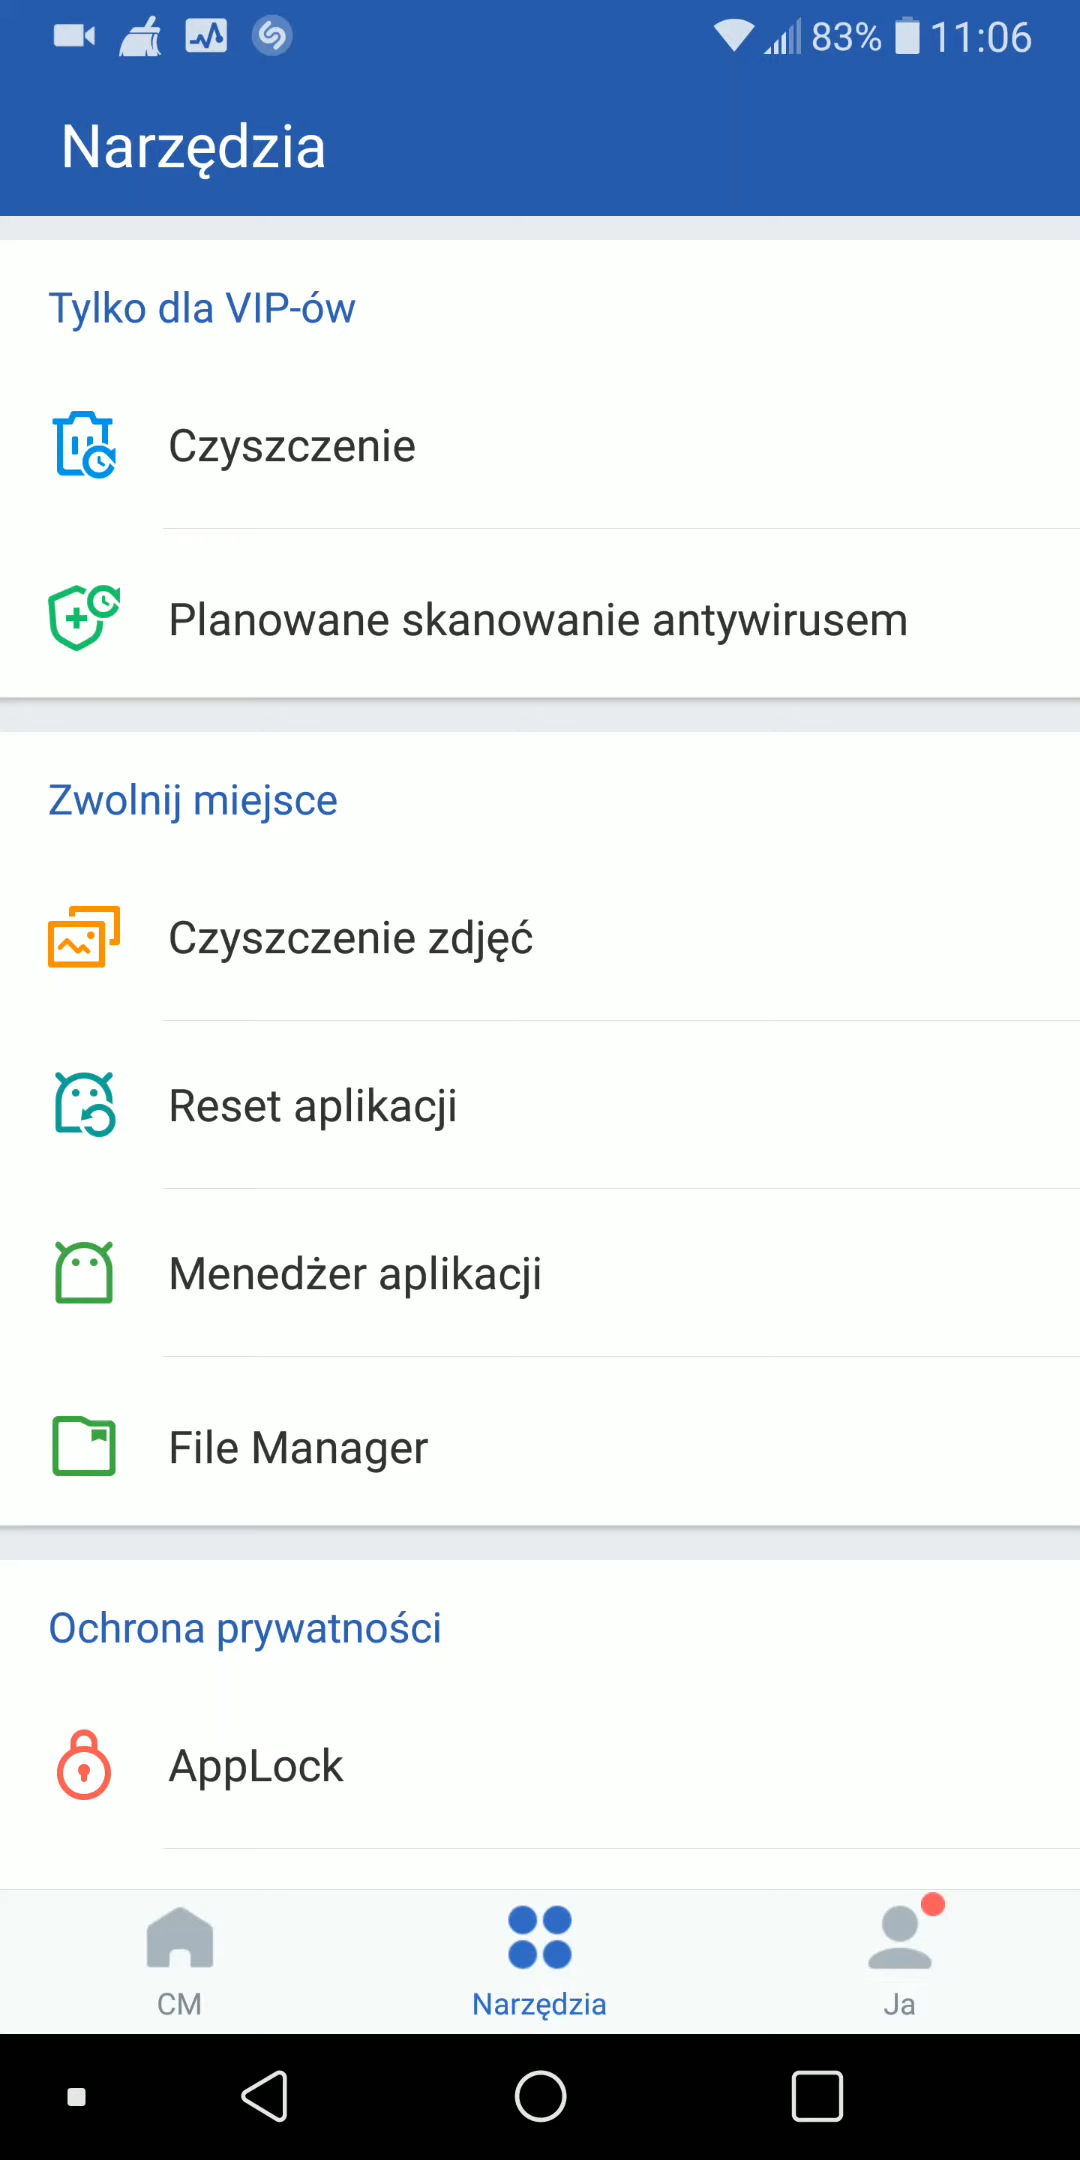 83% 11:06
Narzędzia
Tylko dla VIP-ów
Czyszczenie
Planowane skanowanie antywirusem
Zwolnij miejsce
Czyszczenie zdjęć
Reset aplikacji
Menedżer aplikacji
File Manager
Ochrona prywatności
AppLock
CM Narzędzia Ja